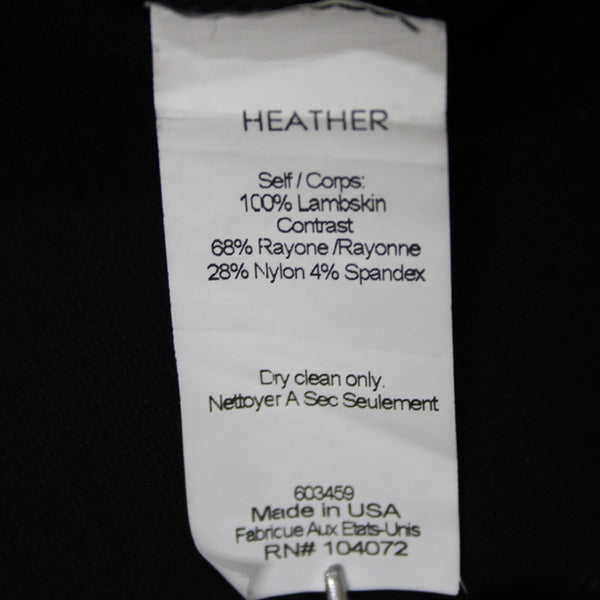 HEATHER
Self / Corps:
100% Lambskin
Contrast
68% Rayone /Rayonne
28% Nylon 4% Spandex
Dry clean only.
Nettoyer A Sec Seulement
603459
Made in USA
Fabricue Aux Etats-Unis
RN# 104072